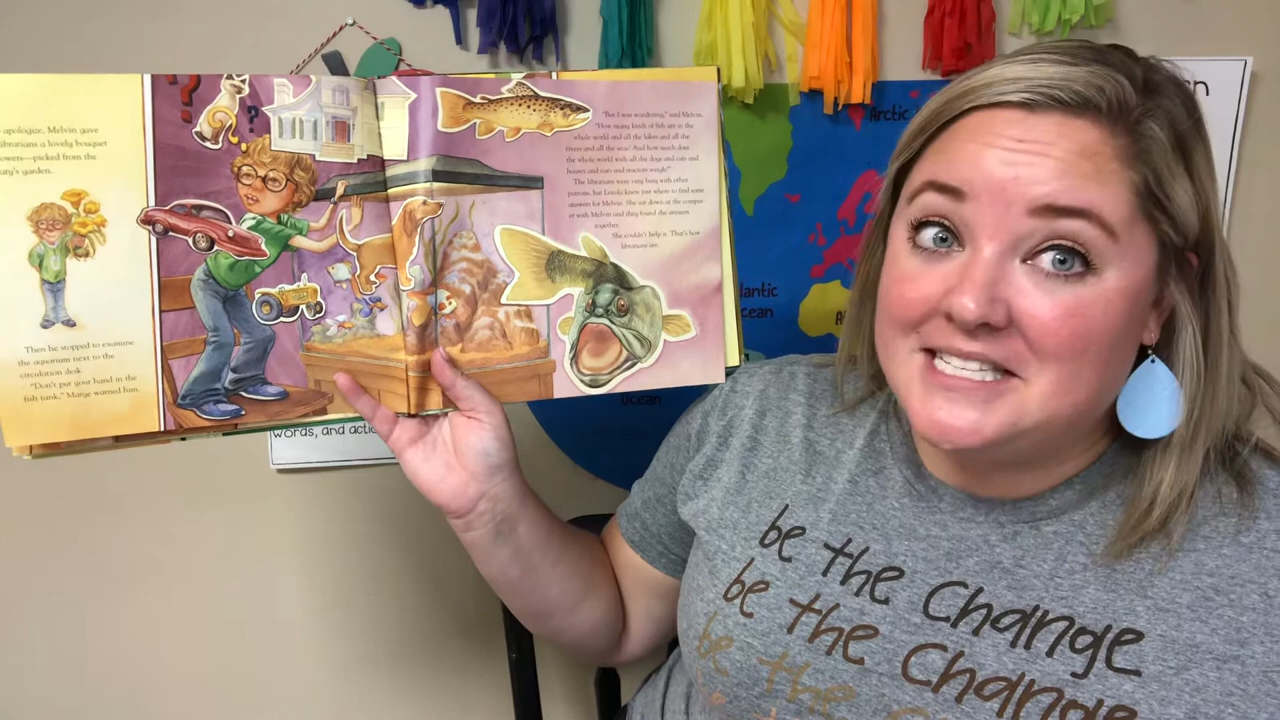 apologize, Melvin gave
librarians a lovely bouquet
owers—picked from the
ary's garden.
Then he stopped to examine
the aquarium next to the
circulation desk.
"Don't put your hand in the
fish tank," Marge warned him.
"But I was wondering," said Melvin.
"How many kinds of fish are in the
whole world and all the lakes and all the
rivers and all the seas? And how much does
the whole world with all the dogs and cats and
houses and cars and tractors weigh?"
The librarians were very busy with other
patrons, but Leeola knew just where to find some
answers for Melvin. She sat down at the comput-
er with Melvin and they found the answers
together.
She couldn't help it. That's how
librarians are.
words, and actio
Arctic
lantic
cean
Ocean
be the Change
be the Change
be the Cha